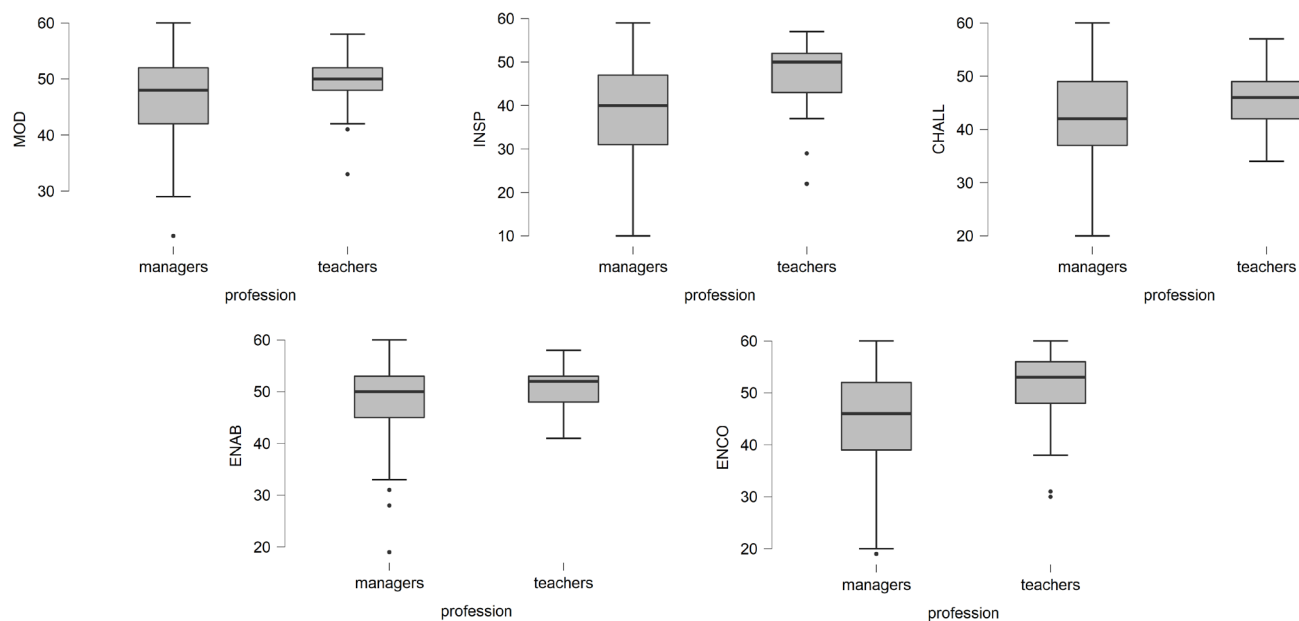 MOD
60
50
40
30
managers
teachers
profession
INSP
60
50
40
30
20
10
managers
teachers
profession
CHALL
60
50
40
30
20
managers
teachers
profession
ENAB
60
50
40
30
20
managers
teachers
profession
ENCO
60
50
40
30
20
managers
teachers
profession